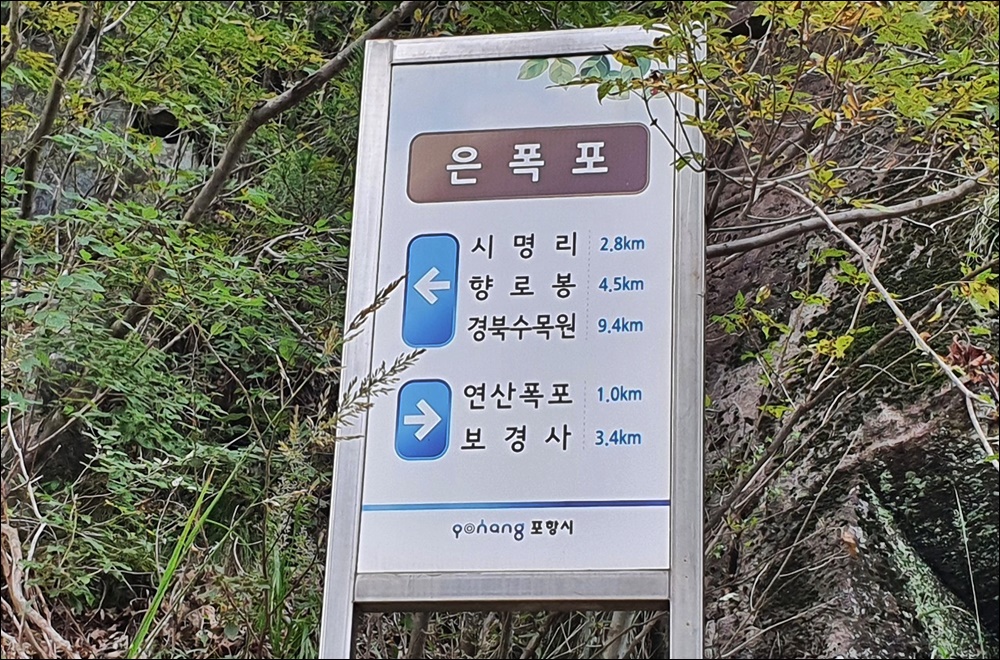 은폭포
시명리 2.8km
향로봉 4.5km
경북수목원 9.4km
연산폭포 1.0km
보경사 3.4km
pohang 포항시